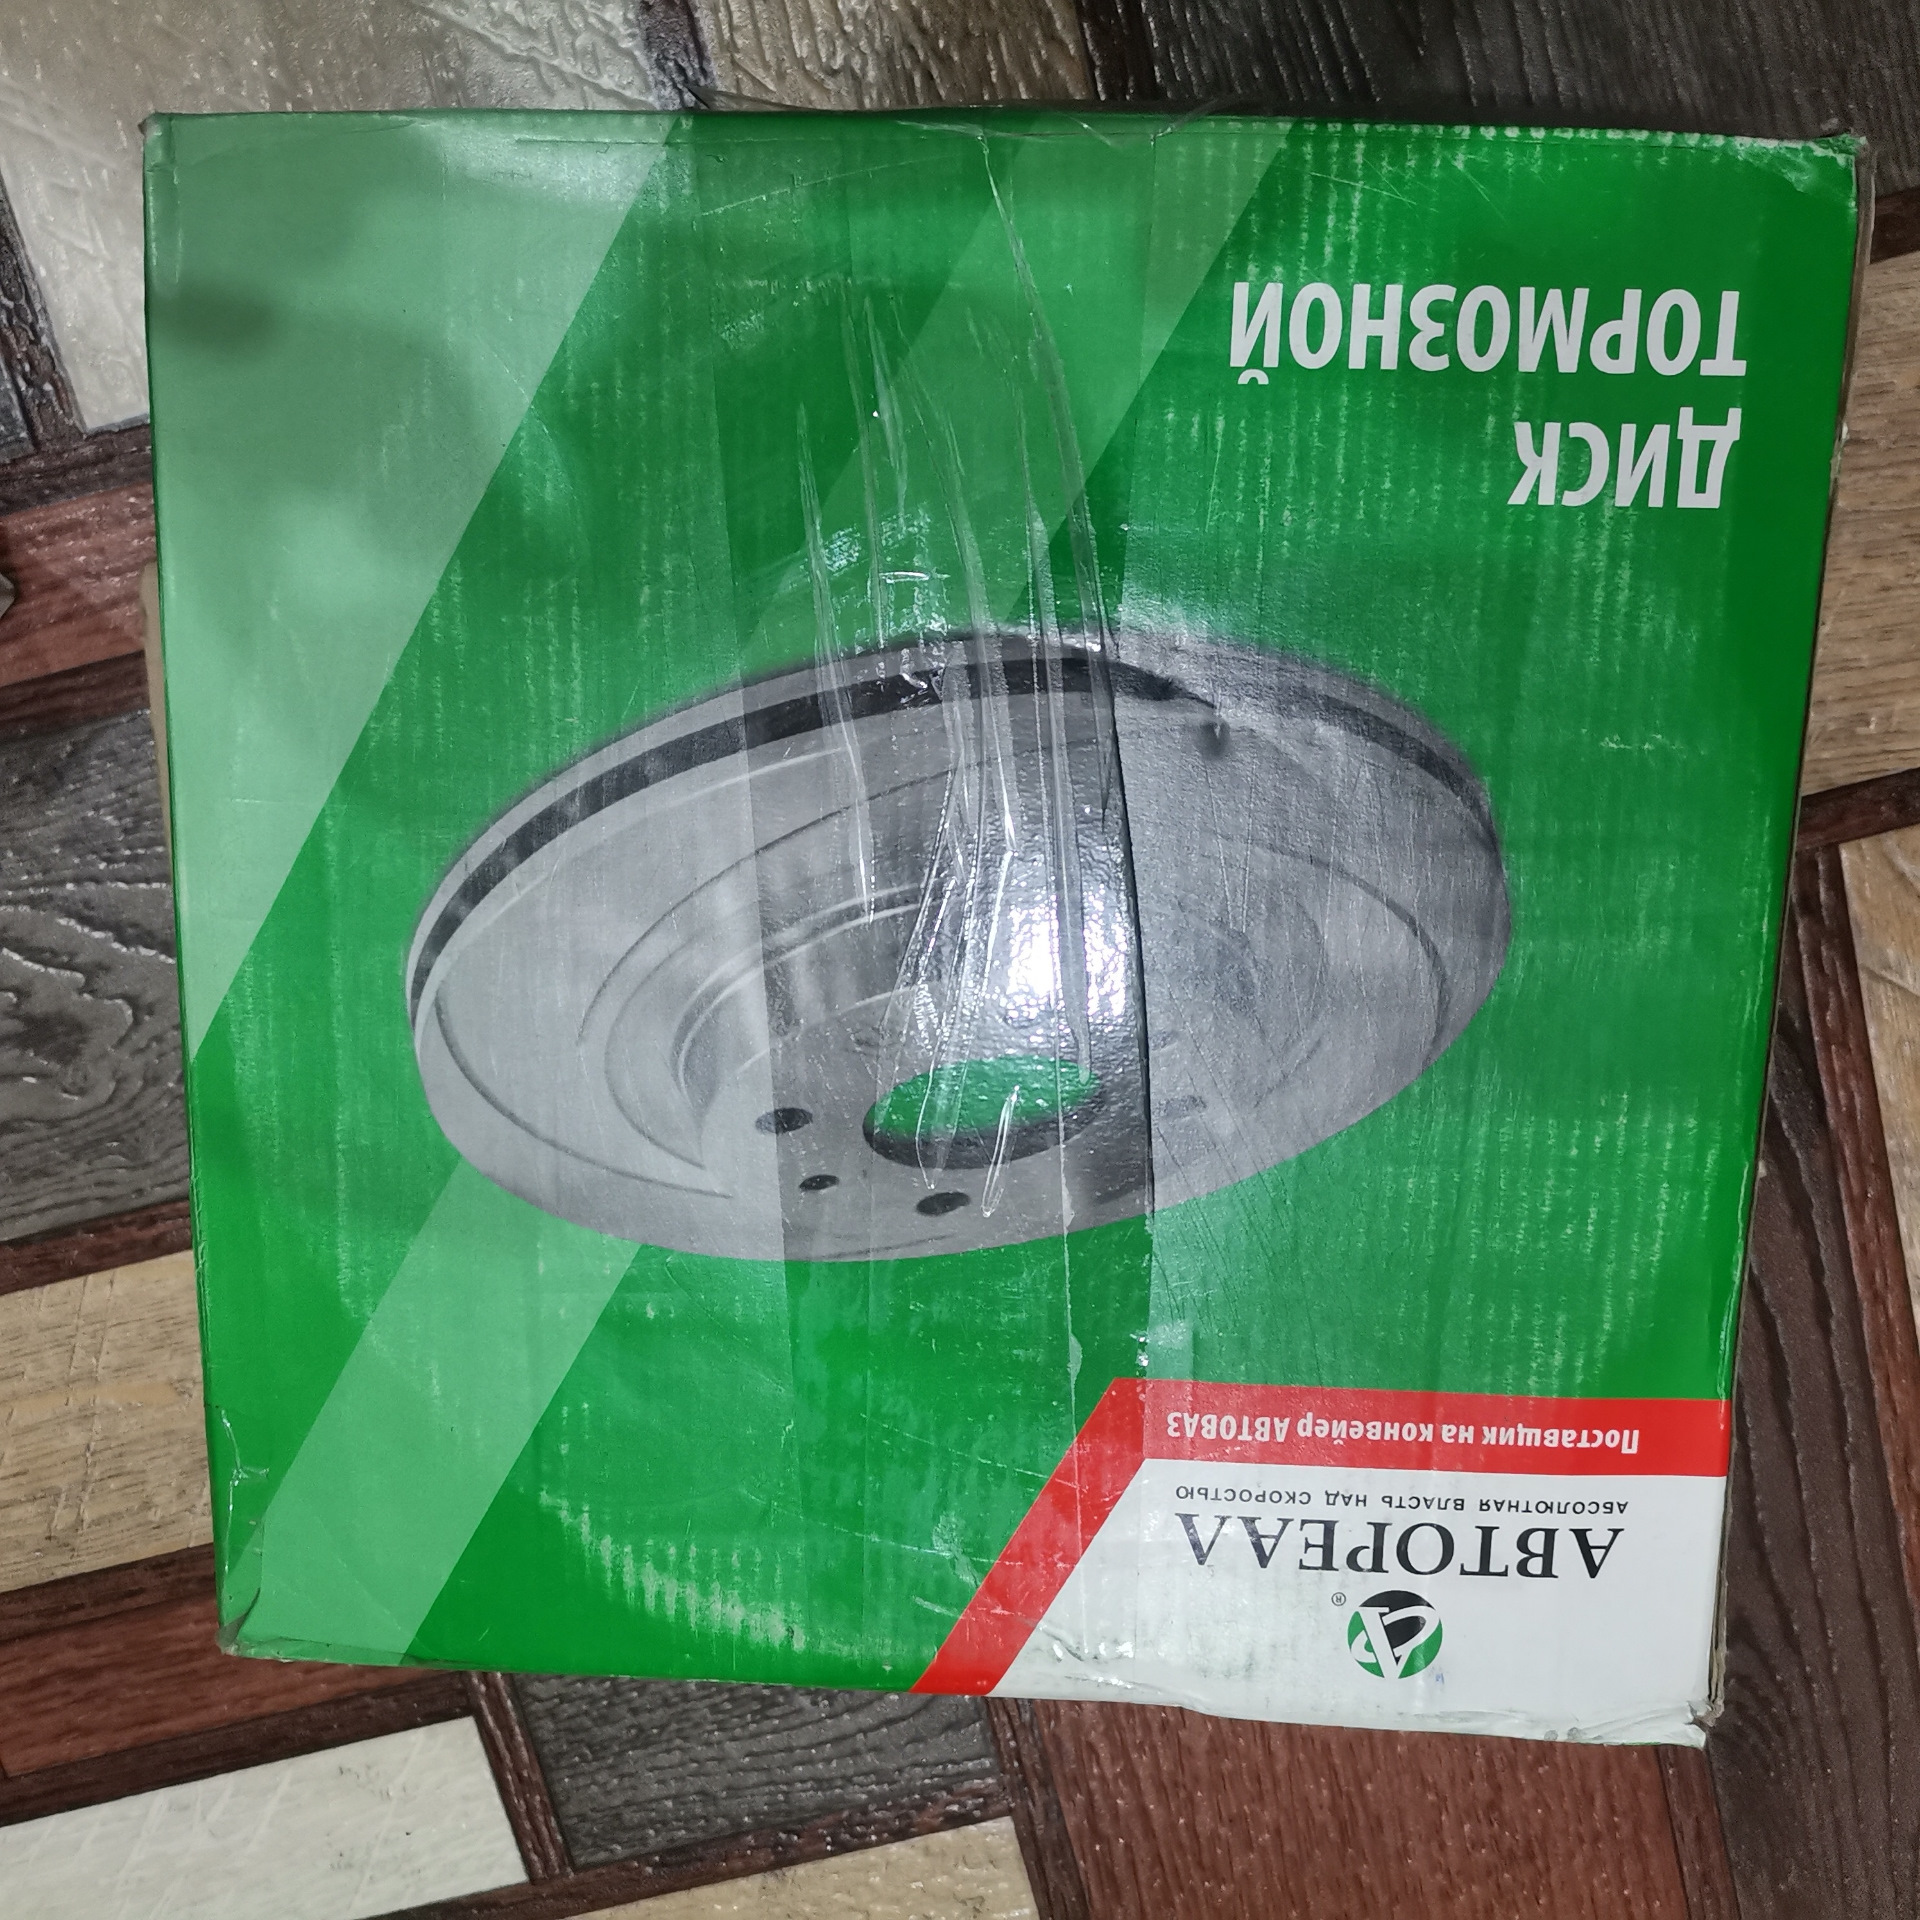 ®
АВТОРЕАЛ
АБСОЛЮТНАЯ ВЛАСТЬ НАД СКОРОСТЬЮ
Поставщик на конвейер АВТОВАЗ
ДИСК
ТОРМОЗНОЙ